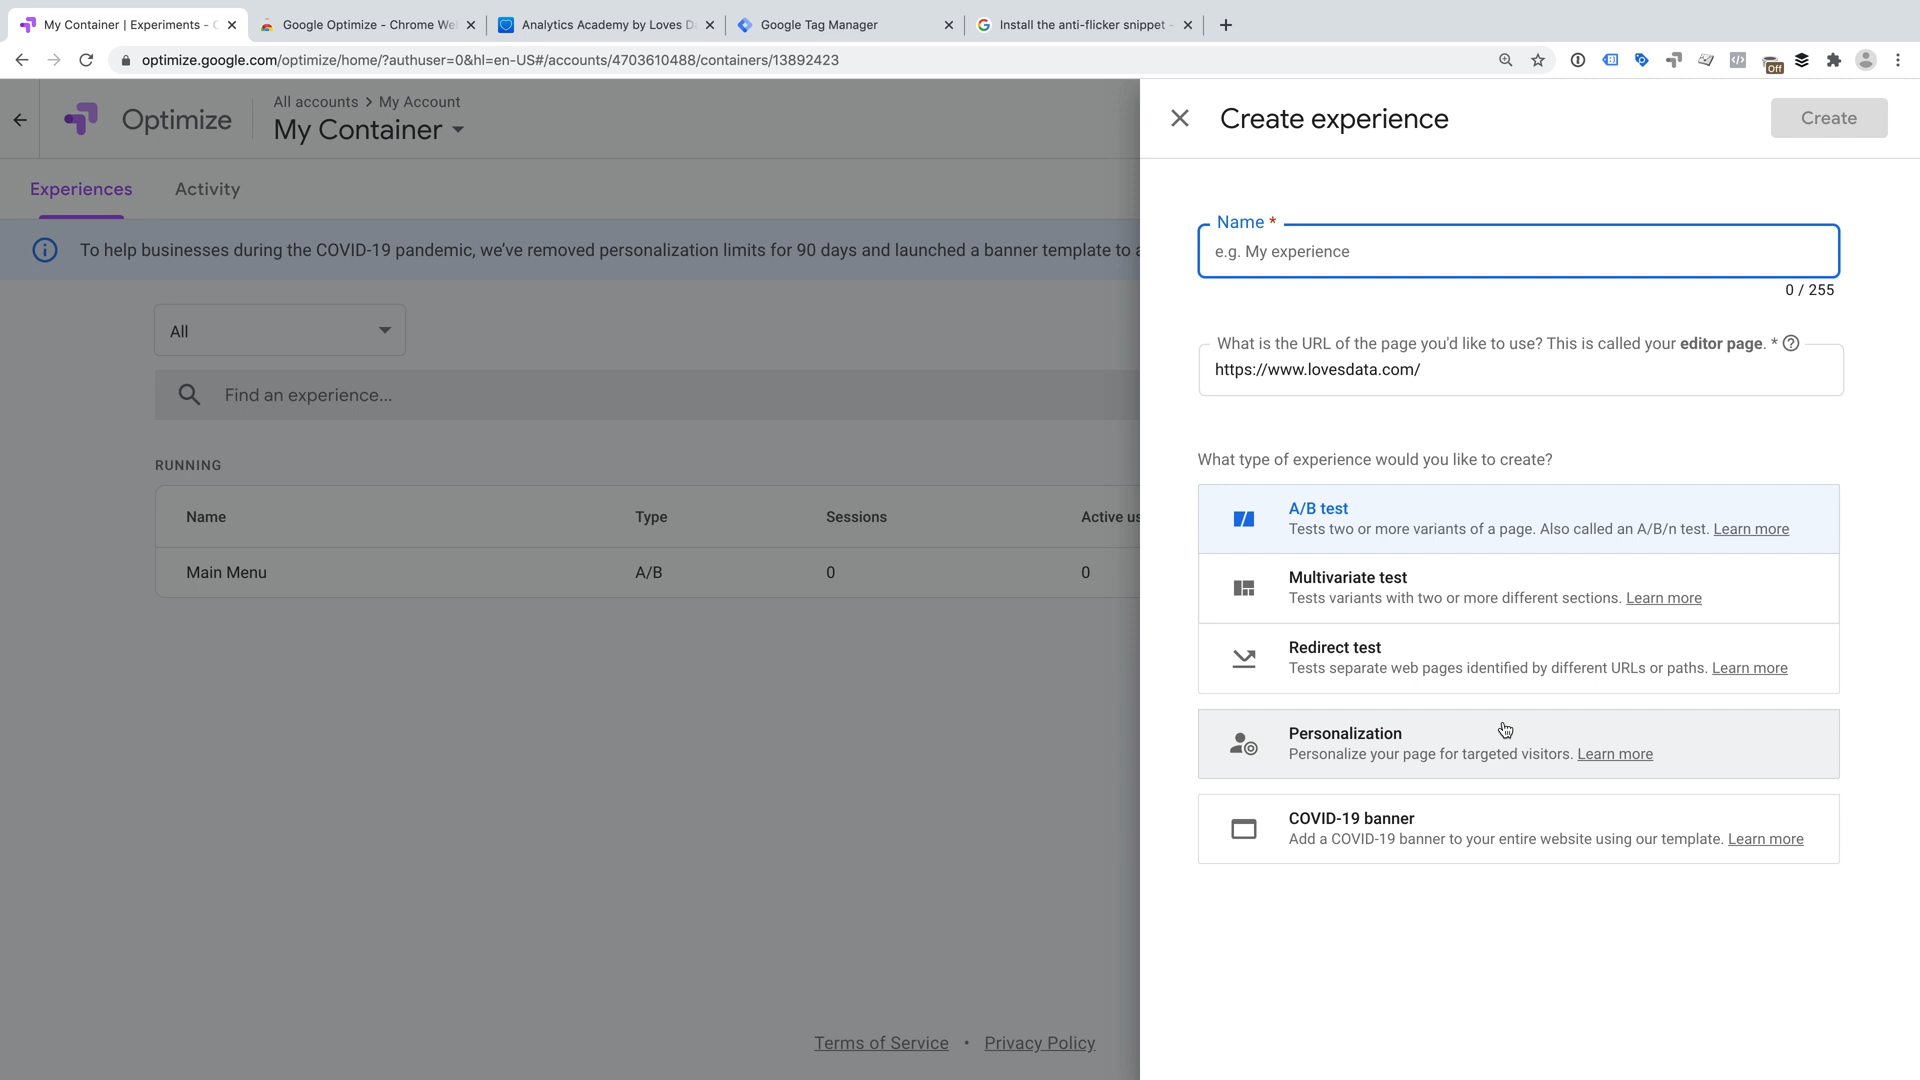 My Container | Experiments -
Google Optimize - Chrome We
Analytics Academy by Loves D
Google Tag Manager
Install the anti-flicker snippet -
optimize.google.com/optimize/home/?authuser=0&hl=en-US#/accounts/4703610488/containers/13892423
Off
Optimize
All accounts > My Account
My Container
Create experience
Create
Experiences
Activity
To help businesses during the COVID-19 pandemic, we've removed personalization limits for 90 days and launched a banner template to a
Name *
e.g. My experience
0 / 255
All
What is the URL of the page you'd like to use? This is called your editor page. *
https://www.lovesdata.com/
Find an experience...
What type of experience would you like to create?
RUNNING
Name Type Sessions Active us
Main Menu A/B 0 0
A/B test
Tests two or more variants of a page. Also called an A/B/n test. Learn more
Multivariate test
Tests variants with two or more different sections. Learn more
Redirect test
Tests separate web pages identified by different URLs or paths. Learn more
Personalization
Personalize your page for targeted visitors. Learn more
COVID-19 banner
Add a COVID-19 banner to your entire website using our template. Learn more
Terms of Service • Privacy Policy